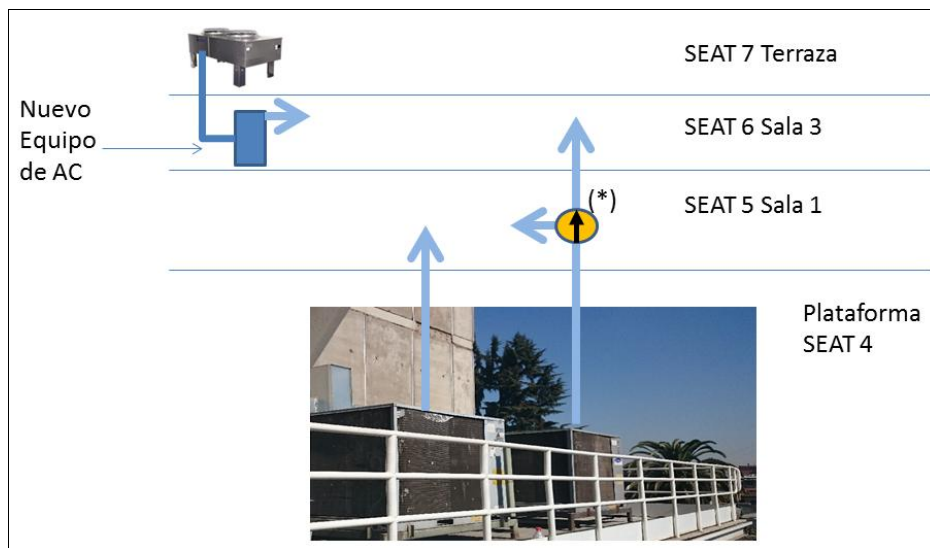 SEAT 7 Terraza
Nuevo
Equipo
de AC
SEAT 6 Sala 3
(*)
SEAT 5 Sala 1
Plataforma
SEAT 4